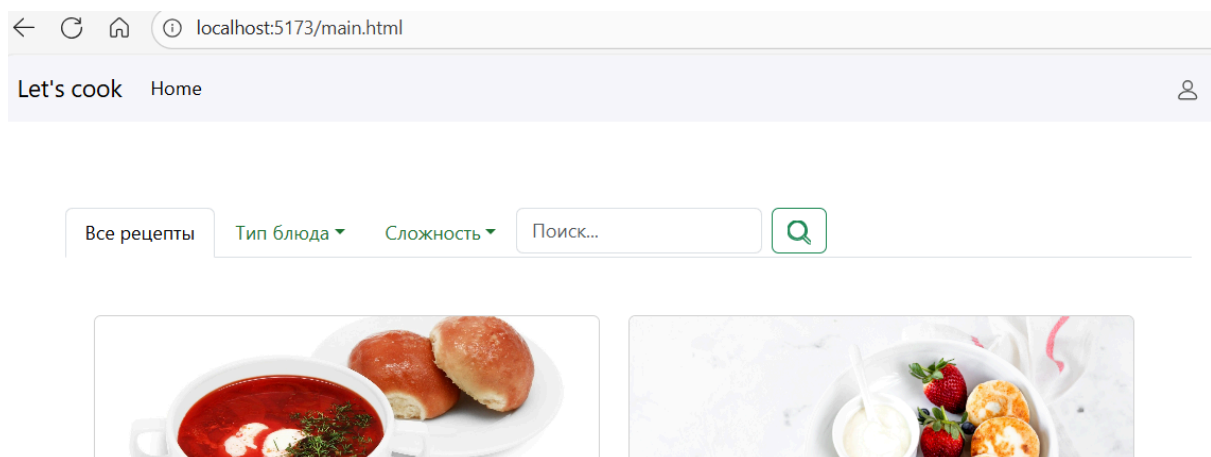 localhost:5173/main.html
Let's cook Home
Все рецепты Тип блюда Сложность Поиск...